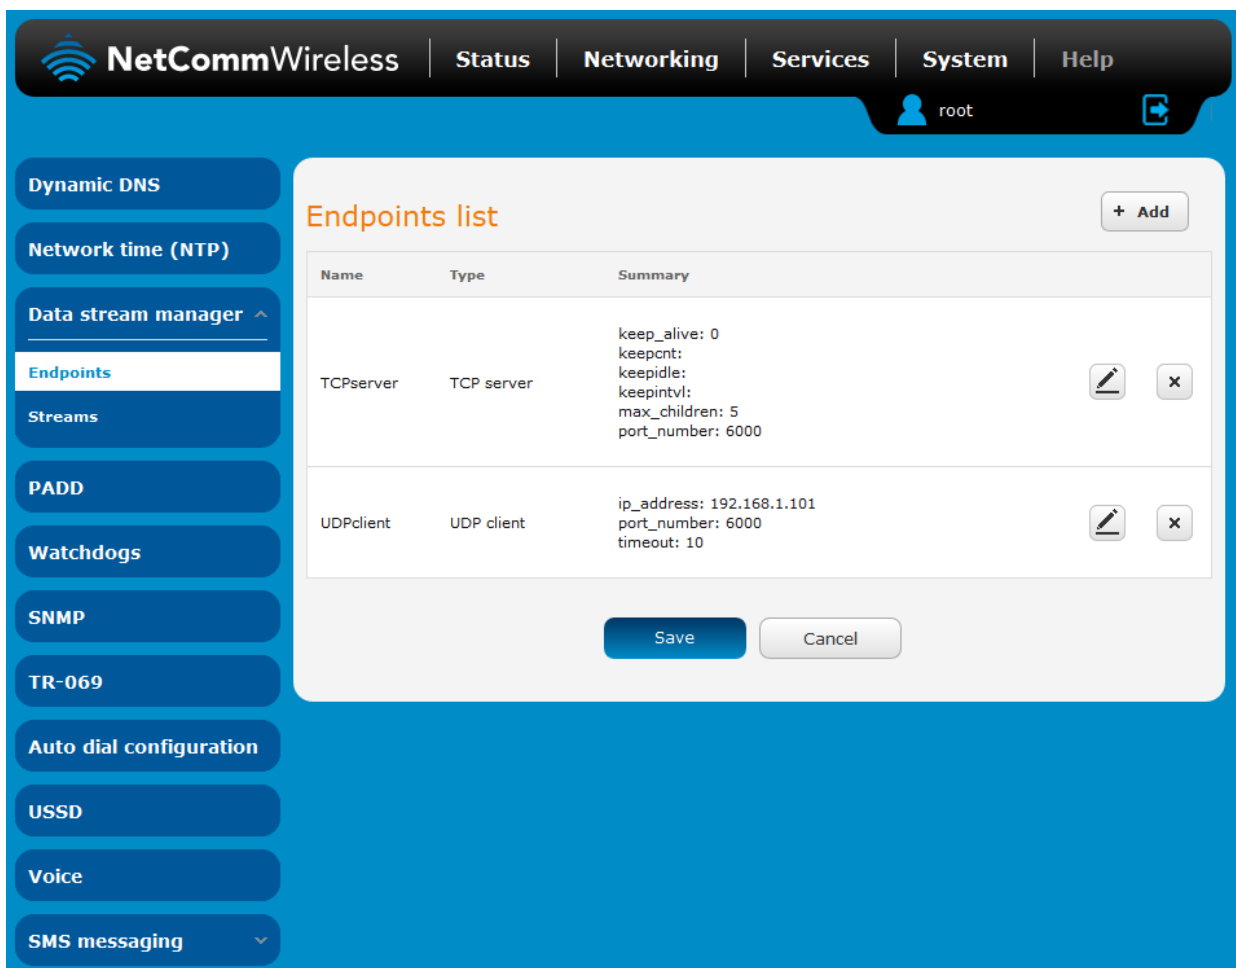 NetCommWireless
Status
Networking
Services
System
Help
root
Dynamic DNS
Network time (NTP)
Data stream manager
Endpoints
Streams
PADD
Watchdogs
SNMP
TR-069
Auto dial configuration
USSD
Voice
SMS messaging
Endpoints list
+ Add
Name Type Summary
TCPserver TCP server
keep_alive: 0
keepcnt:
keepidle:
keepintvl:
max_children: 5
port_number: 6000
UDPclient UDP client
ip_address: 192.168.1.101
port_number: 6000
timeout: 10
Save
Cancel